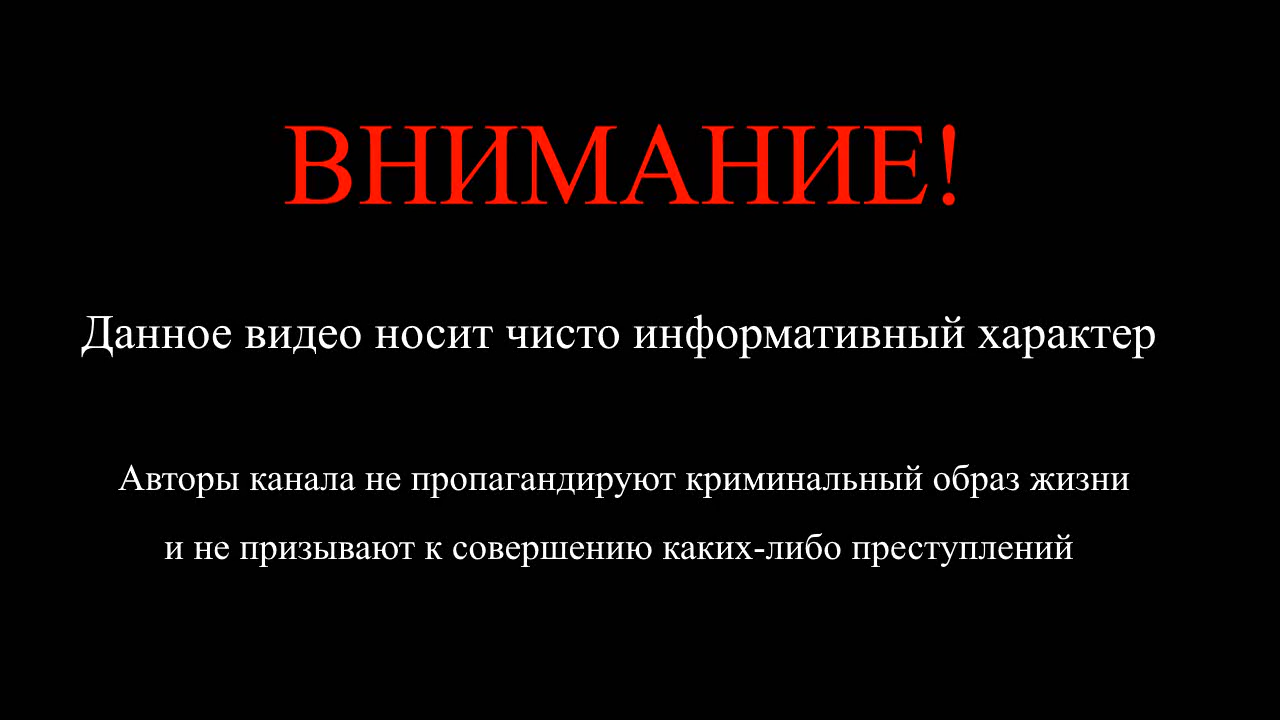 ВНИМАНИЕ!
Данное видео носит чисто информативный характер
Авторы канала не пропагандируют криминальный образ жизни
и не призывают к совершению каких-либо преступлений